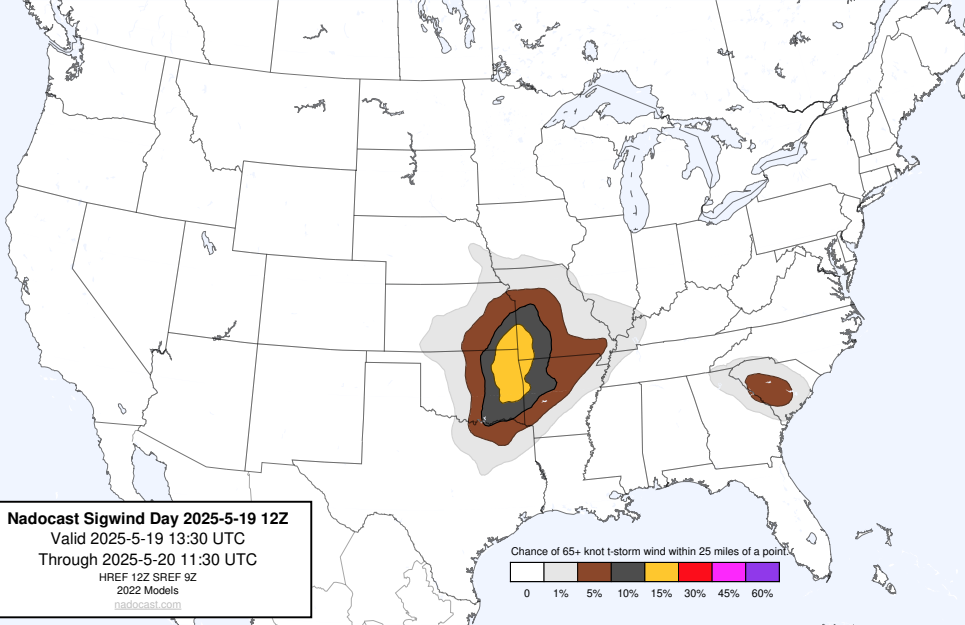 Nadocast Sigwind Day 2025-5-19 12Z
Valid 2025-5-19 13:30 UTC
Through 2025-5-20 11:30 UTC
HREF 12Z SREF 9Z
2022 Models
nadocast.com
Chance of 65+ knot t-storm wind within 25 miles of a point.
0 1% 5% 10% 15% 30% 45% 60%